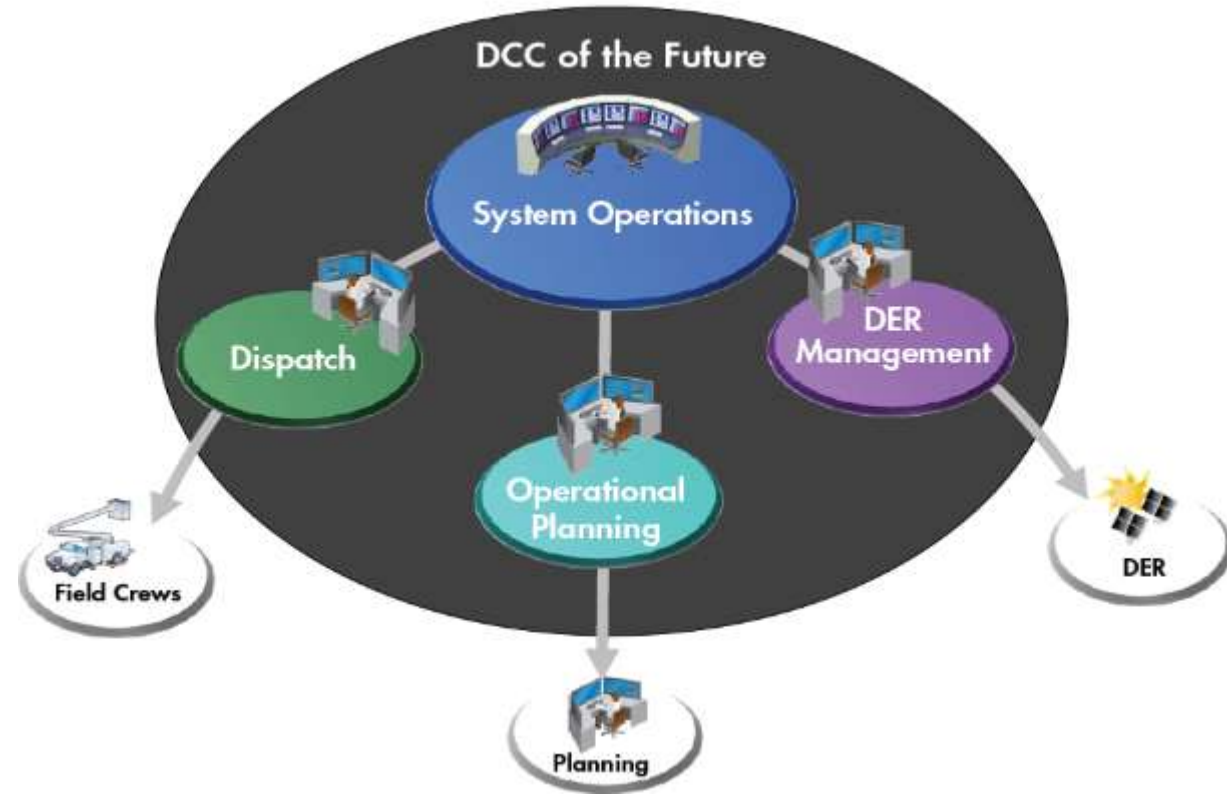 DCC of the Future
System Operations
Dispatch
DER
Management
Operational
Planning
Field Crews
DER
Planning